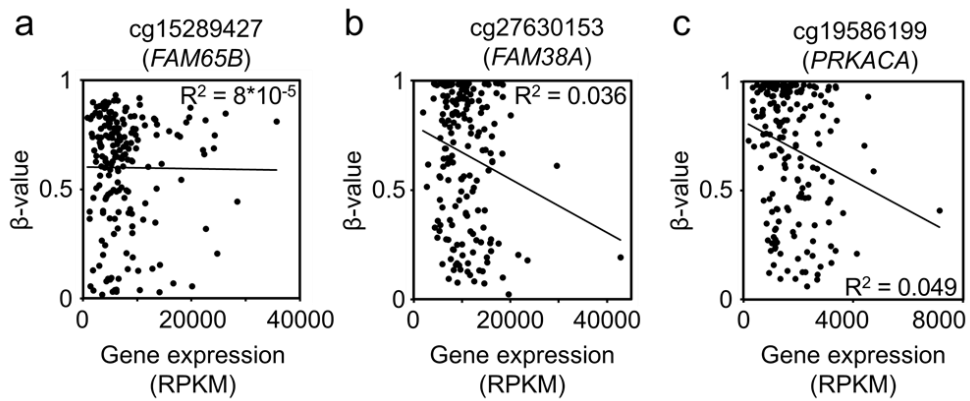 a
cg15289427
(FAM65B)
β-value
1
0.5
0
R² = 8*10⁻⁵
0 20000 40000
Gene expression
(RPKM)
b
cg27630153
(FAM38A)
β-value
1
0.5
0
R² = 0.036
0 20000 40000
Gene expression
(RPKM)
c
cg19586199
(PRKACA)
β-value
1
0.5
0
R² = 0.049
0 4000 8000
Gene expression
(RPKM)